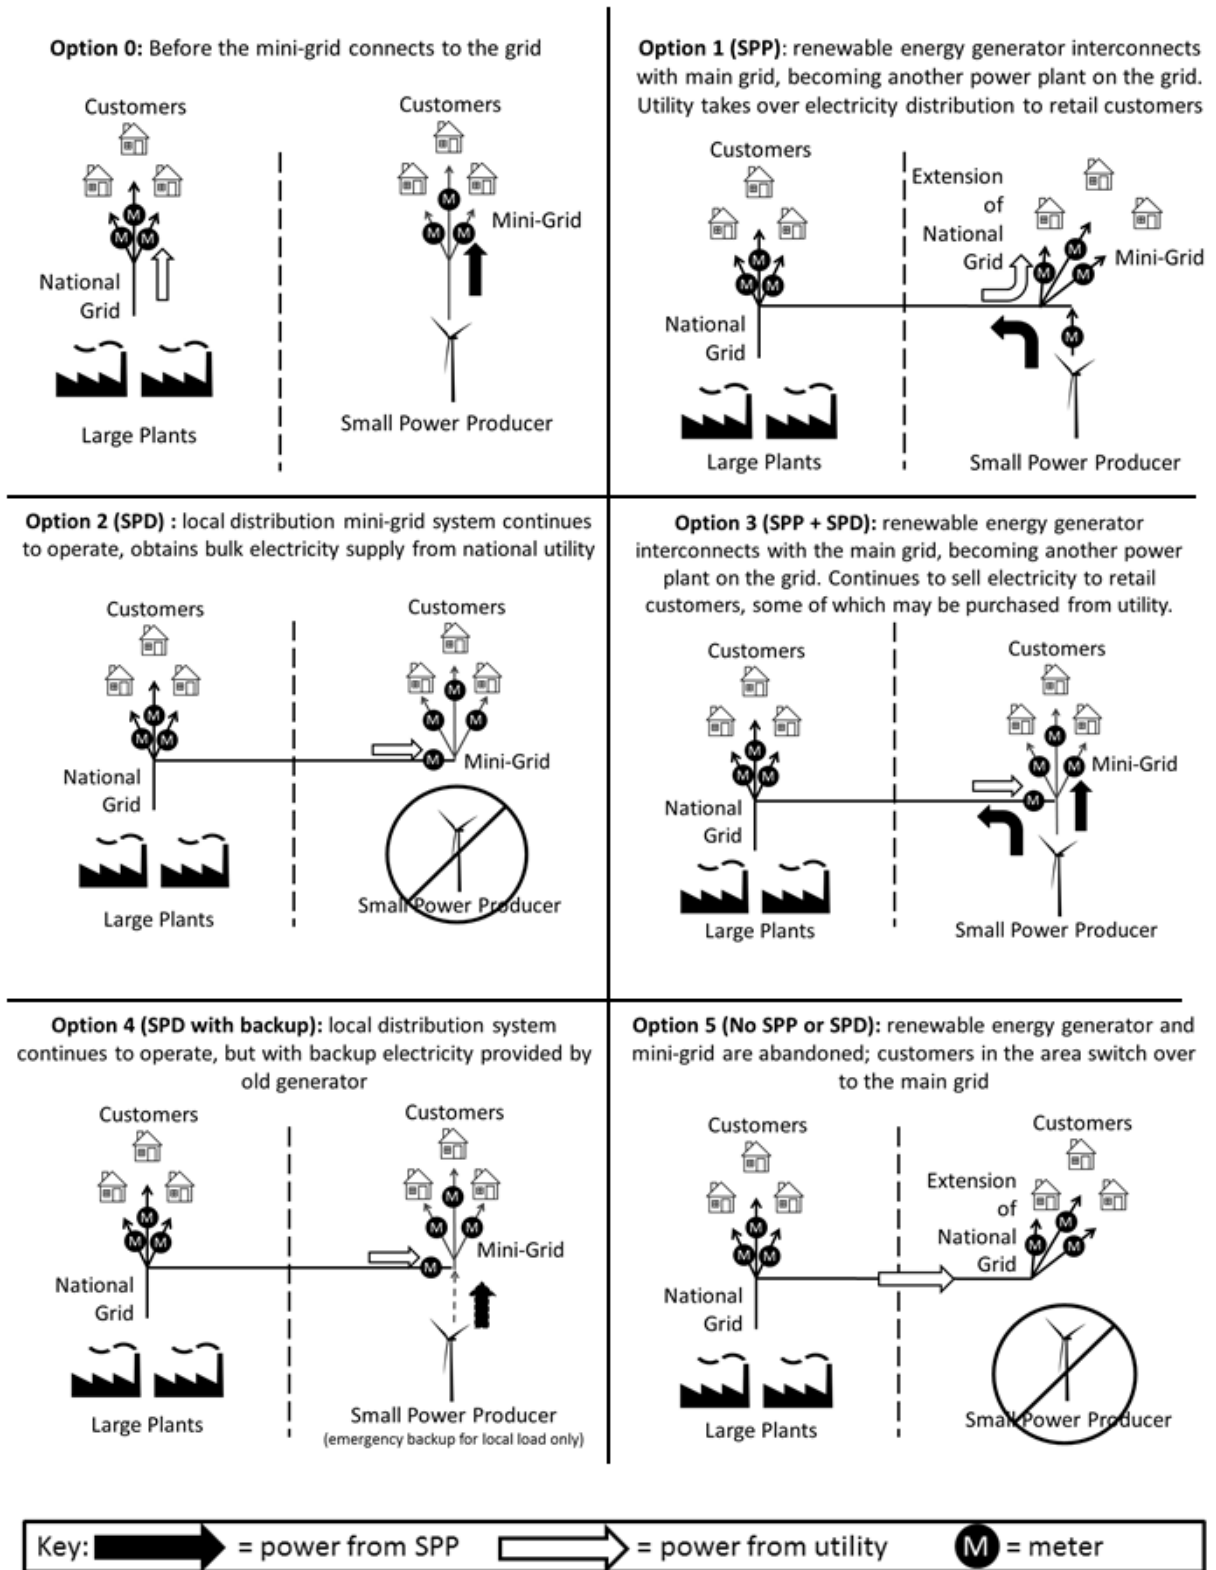 Option 0: Before the mini-grid connects to the grid
Customers
M
M
M
National
Grid
Large Plants
Customers
M
M
M
Mini-Grid
Small Power Producer
Option 1 (SPP): renewable energy generator interconnects
with main grid, becoming another power plant on the grid.
Utility takes over electricity distribution to retail customers
Customers
M
M
M
National
Grid
Large Plants
Extension
of
National
Grid
M
M
M
Mini-Grid
M
Small Power Producer
Option 2 (SPD) : local distribution mini-grid system continues
to operate, obtains bulk electricity supply from national utility
Customers
M
M
M
National
Grid
Large Plants
Customers
M
M
M
M
Mini-Grid
Small Power Producer
Option 3 (SPP + SPD): renewable energy generator
interconnects with the main grid, becoming another power
plant on the grid. Continues to sell electricity to retail
customers, some of which may be purchased from utility.
Customers
M
M
M
National
Grid
Large Plants
Customers
M
M
M
Mini-Grid
M
Small Power Producer
Option 4 (SPD with backup): local distribution system
continues to operate, but with backup electricity provided by
old generator
Customers
M
M
M
National
Grid
Large Plants
Customers
M
M
M
Mini-Grid
M
Small Power Producer
(emergency backup for local load only)
Option 5 (No SPP or SPD): renewable energy generator and
mini-grid are abandoned; customers in the area switch over
to the main grid
Customers
M
M
M
National
Grid
Large Plants
Customers
Extension
of
National
Grid
M
M
M
Small Power Producer
Key: = power from SPP = power from utility M = meter